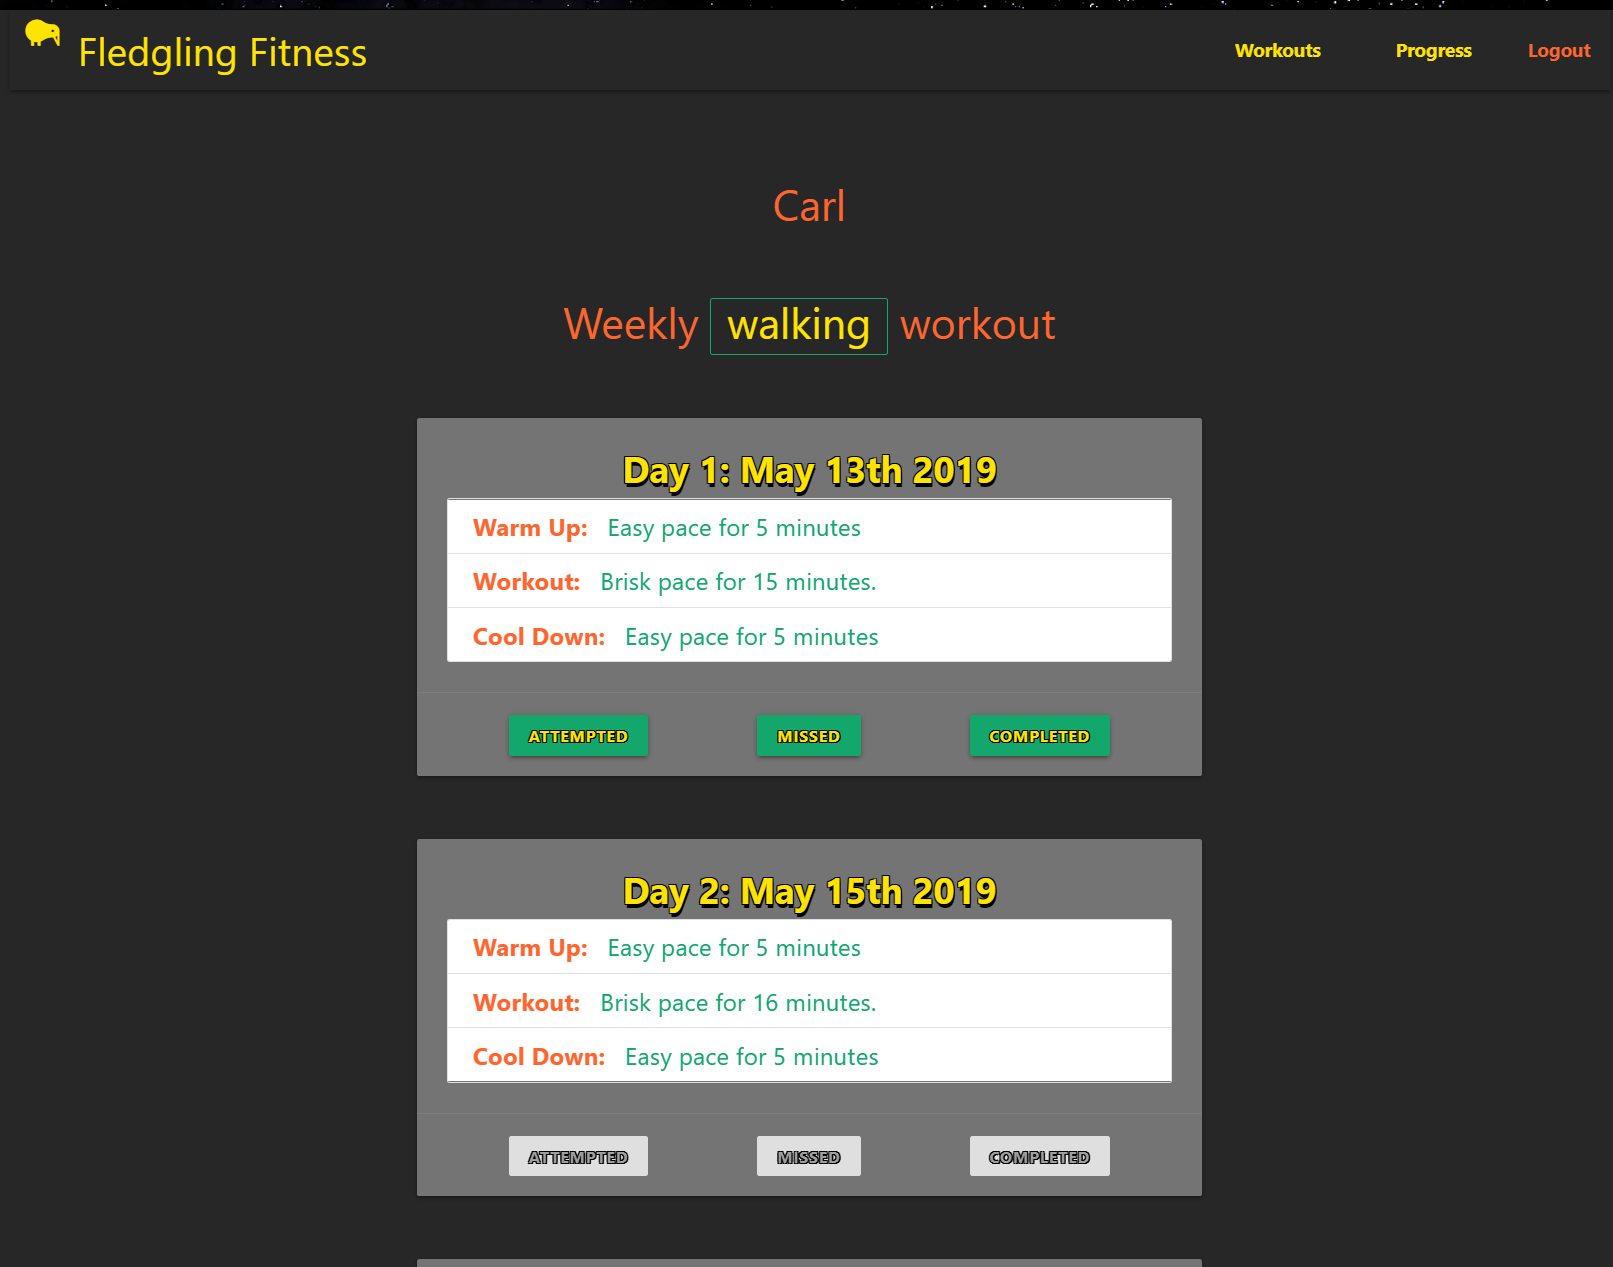 Fledgling Fitness
Workouts
Progress
Logout
Carl
Weekly walking workout
Day 1: May 13th 2019
Warm Up: Easy pace for 5 minutes
Workout: Brisk pace for 15 minutes.
Cool Down: Easy pace for 5 minutes
ATTEMPTED
MISSED
COMPLETED
Day 2: May 15th 2019
Warm Up: Easy pace for 5 minutes
Workout: Brisk pace for 16 minutes.
Cool Down: Easy pace for 5 minutes
ATTEMPTED
MISSED
COMPLETED